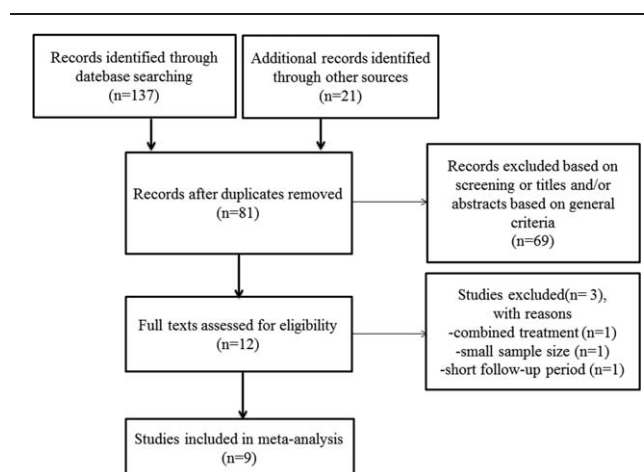 Records identified through
datebase searching
(n=137)
Additional records identified
through other sources
(n=21)
Records after duplicates removed
(n=81)
Records excluded based on
screening or titles and/or
abstracts based on general
criteria
(n=69)
Full texts assessed for eligibility
(n=12)
Studies excluded(n= 3),
with reasons
-combined treatment (n=1)
-small sample size (n=1)
-short follow-up period (n=1)
Studies included in meta-analysis
(n=9)